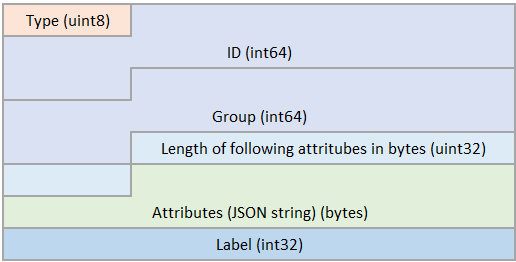 Type (uint8)
ID (int64)
Group (int64)
Length of following attritubes in bytes (uint32)
Attributes (JSON string) (bytes)
Label (int32)